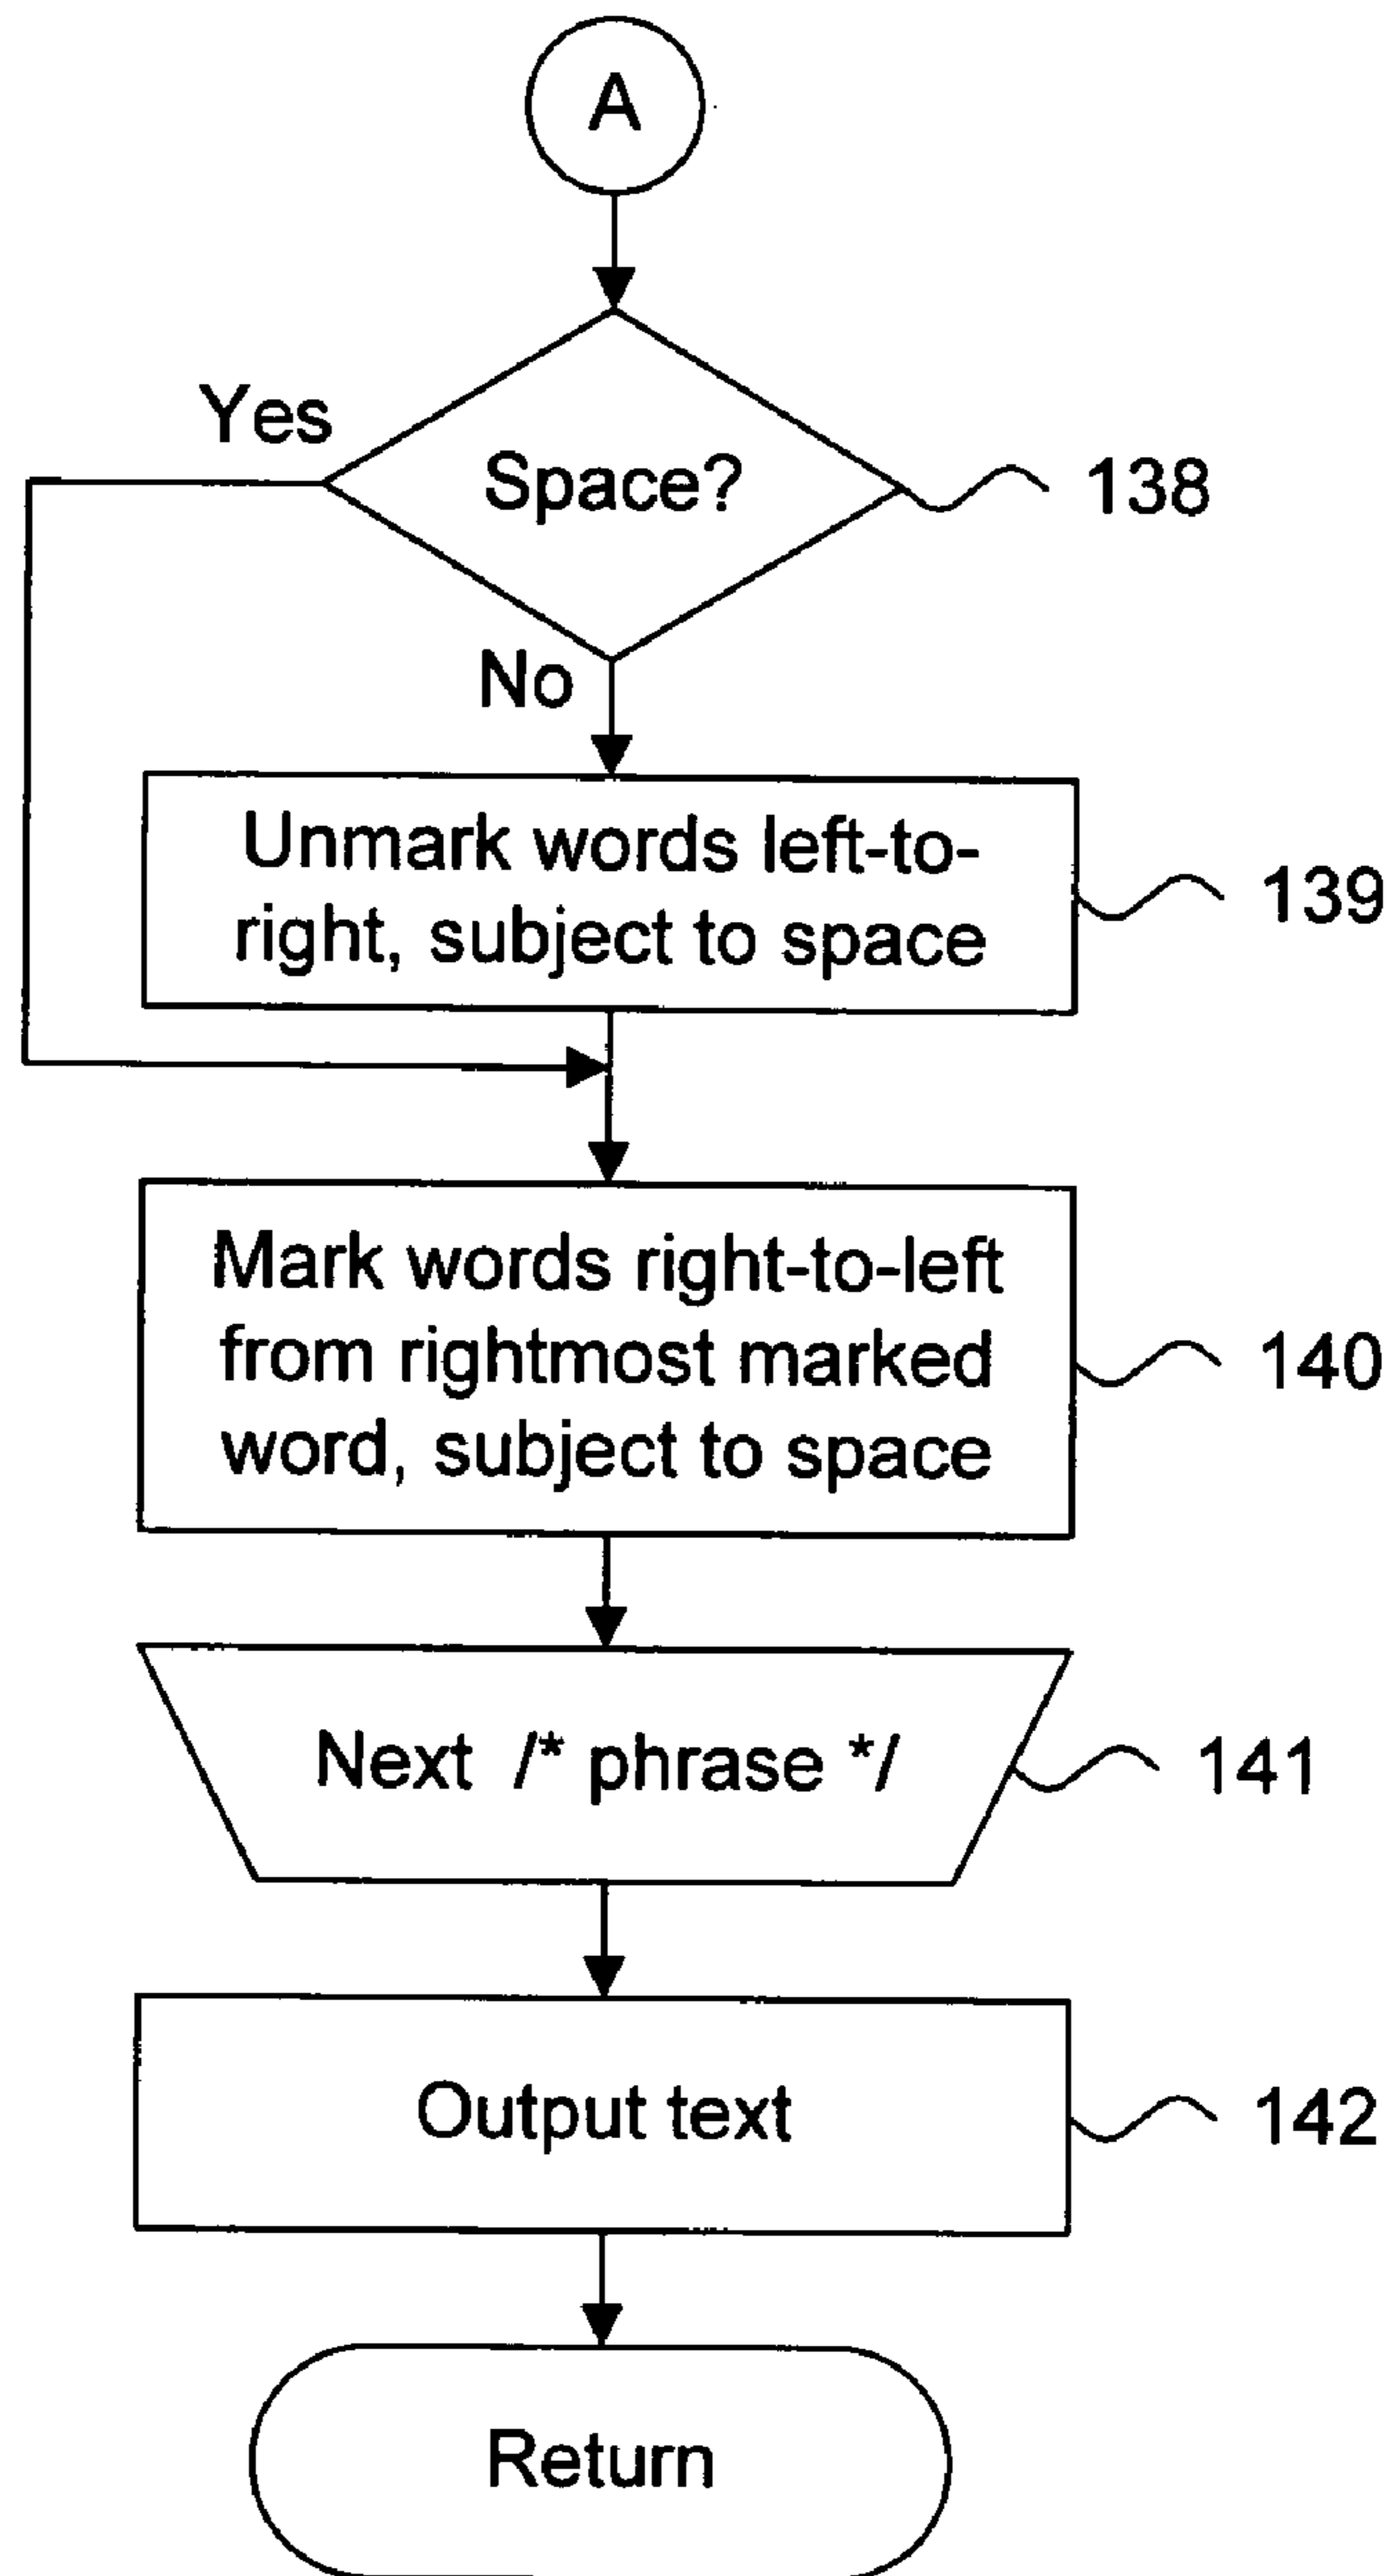 A
Yes
Space?
138
No
Unmark words left-to-
right, subject to space
139
Mark words right-to-left
from rightmost marked
word, subject to space
140
Next /* phrase */
141
Output text
142
Return